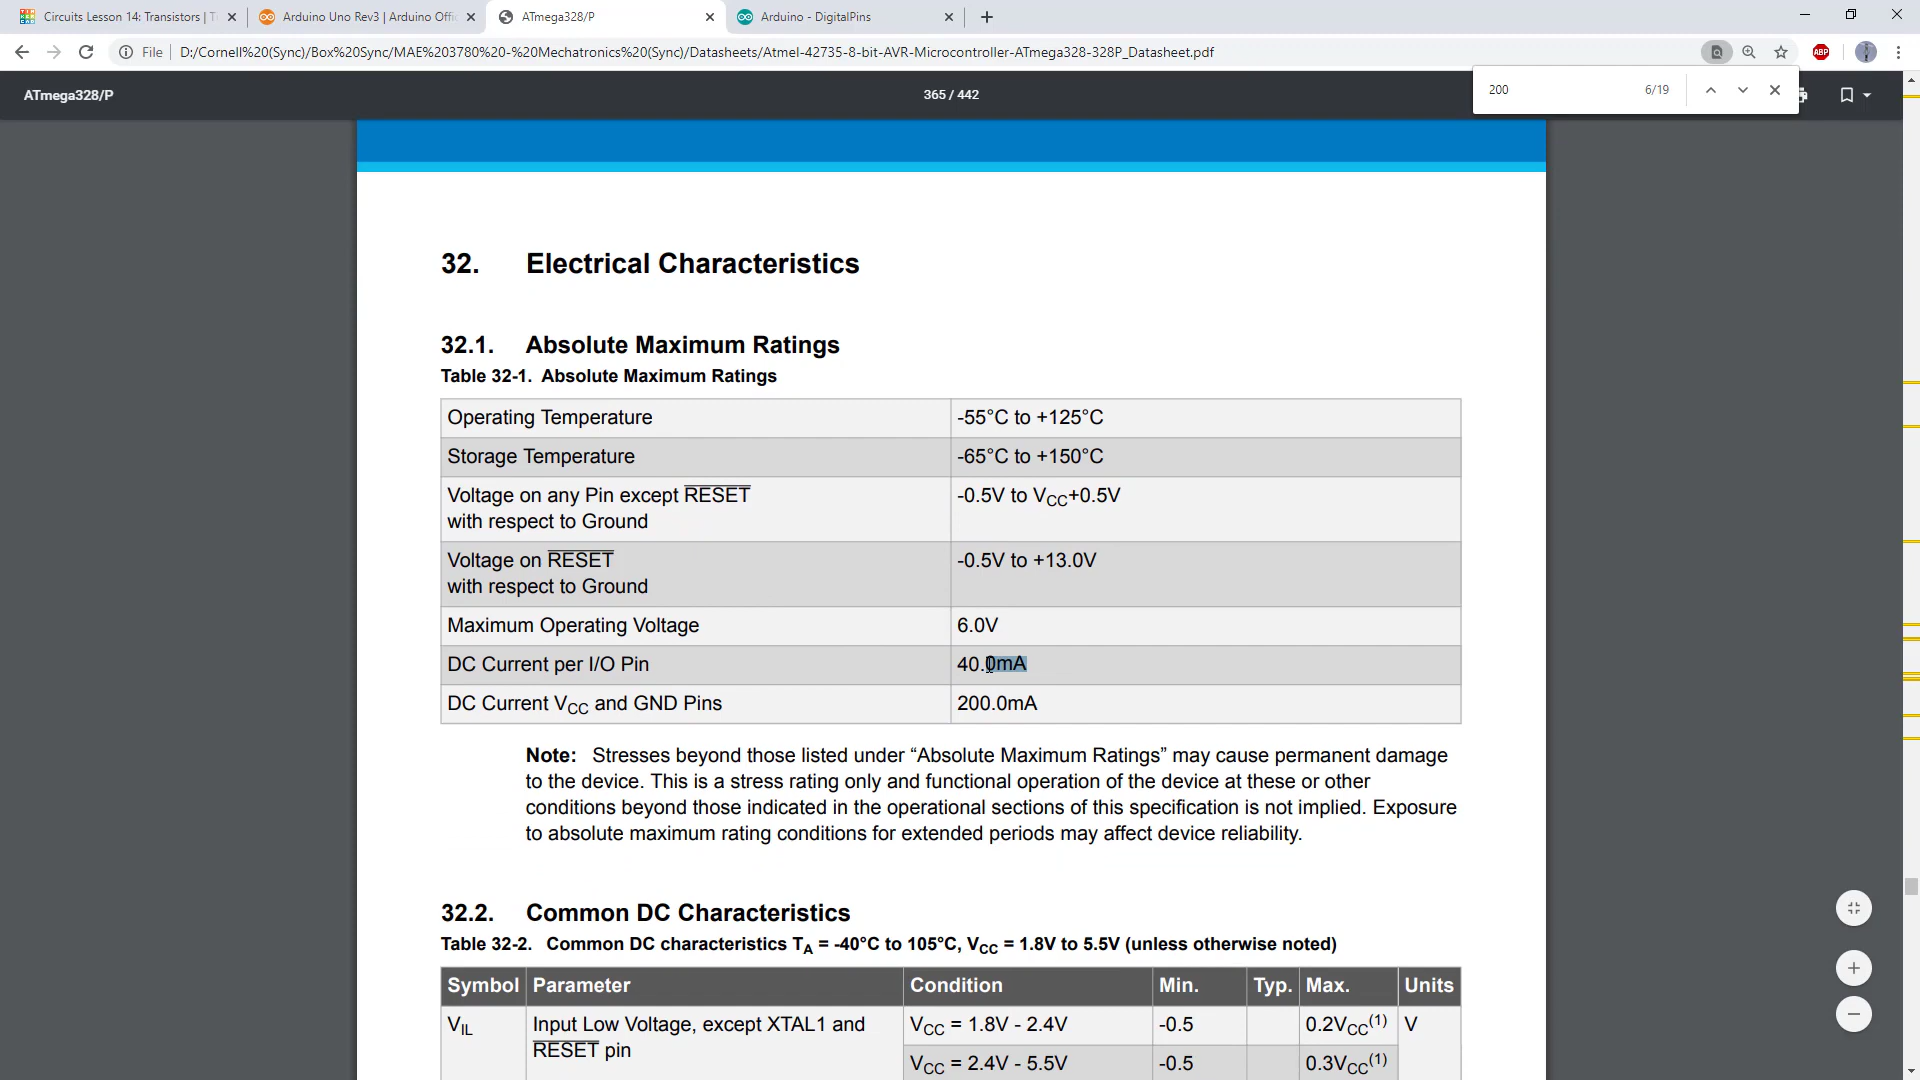 Circuits Lesson 14: Transistors | T
Arduino Uno Rev3 | Arduino Offic
ATmega328/P
Arduino - DigitalPins
File
D:/Cornell%20(Sync)/Box%20Sync/MAE%203780%20-%20Mechatronics%20(Sync)/Datasheets/Atmel-42735-8-bit-AVR-Microcontroller-ATmega328-328P_Datasheet.pdf
ABP
ATmega328/P
365 / 442
200
6/19
32. Electrical Characteristics
32.1. Absolute Maximum Ratings
Table 32-1. Absolute Maximum Ratings
Operating Temperature -55°C to +125°C
Storage Temperature -65°C to +150°C
Voltage on any Pin except RESET -0.5V to VCC+0.5V
with respect to Ground
Voltage on RESET -0.5V to +13.0V
with respect to Ground
Maximum Operating Voltage 6.0V
DC Current per I/O Pin 40.0mA
DC Current VCC and GND Pins 200.0mA
Note: Stresses beyond those listed under “Absolute Maximum Ratings” may cause permanent damage
to the device. This is a stress rating only and functional operation of the device at these or other
conditions beyond those indicated in the operational sections of this specification is not implied. Exposure
to absolute maximum rating conditions for extended periods may affect device reliability.
32.2. Common DC Characteristics
Table 32-2. Common DC characteristics TA = -40°C to 105°C, VCC = 1.8V to 5.5V (unless otherwise noted)
Symbol Parameter Condition Min. Typ. Max. Units
VIL Input Low Voltage, except XTAL1 and VCC = 1.8V - 2.4V -0.5 0.2VCC(1) V
RESET pin VCC = 2.4V - 5.5V -0.5 0.3VCC(1)